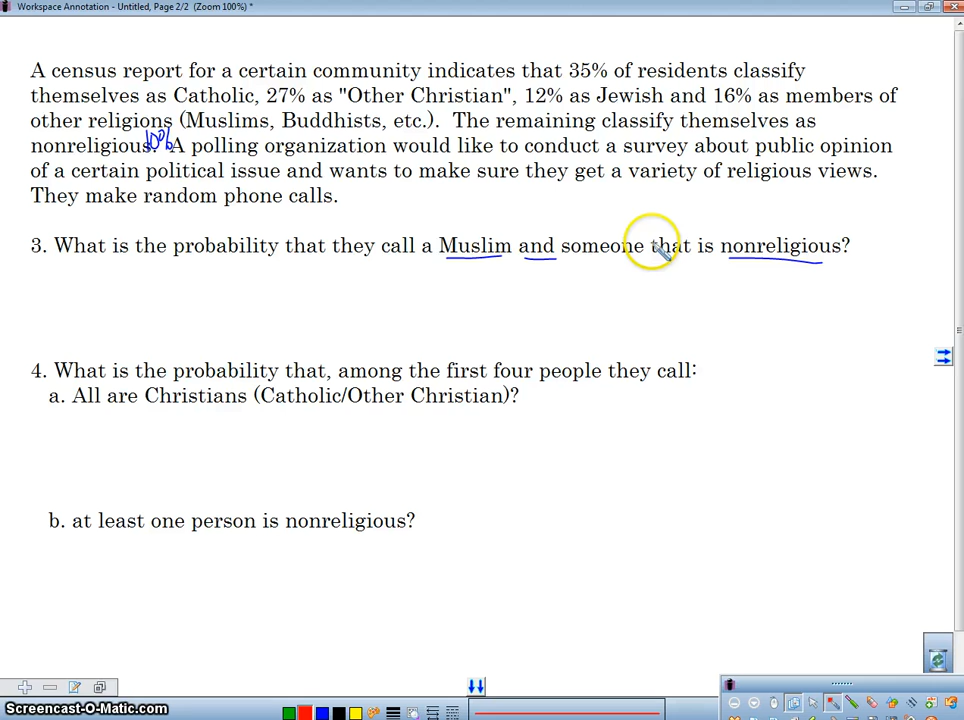 Workspace Annotation - Untitled, Page 2/2 (Zoom 100%) *
A census report for a certain community indicates that 35% of residents classify
themselves as Catholic, 27% as "Other Christian", 12% as Jewish and 16% as members of
other religions (Muslims, Buddhists, etc.). The remaining classify themselves as
nonreligious. 10% A polling organization would like to conduct a survey about public opinion
of a certain political issue and wants to make sure they get a variety of religious views.
They make random phone calls.
3. What is the probability that they call a Muslim and someone that is nonreligious?
4. What is the probability that, among the first four people they call:
a. All are Christians (Catholic/Other Christian)?
b. at least one person is nonreligious?
Screencast-O-Matic.com